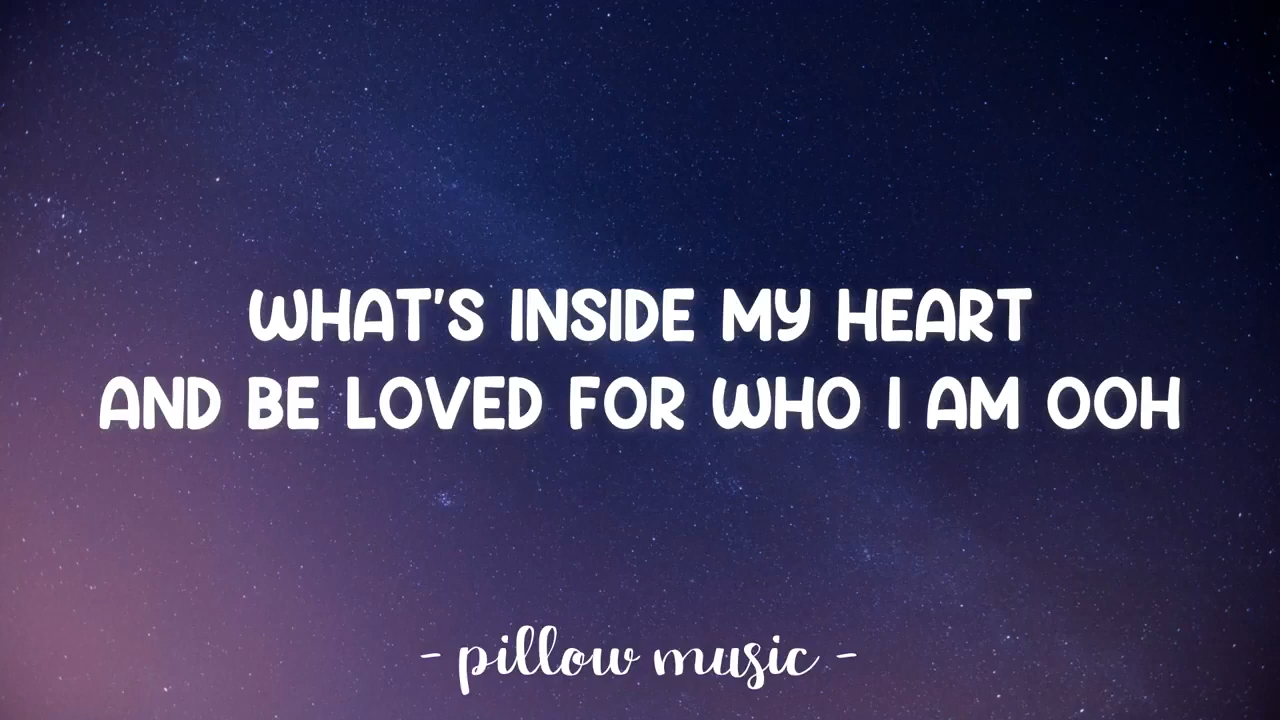 WHAT'S INSIDE MY HEART
AND BE LOVED FOR WHO I AM OOH
- pillow music -